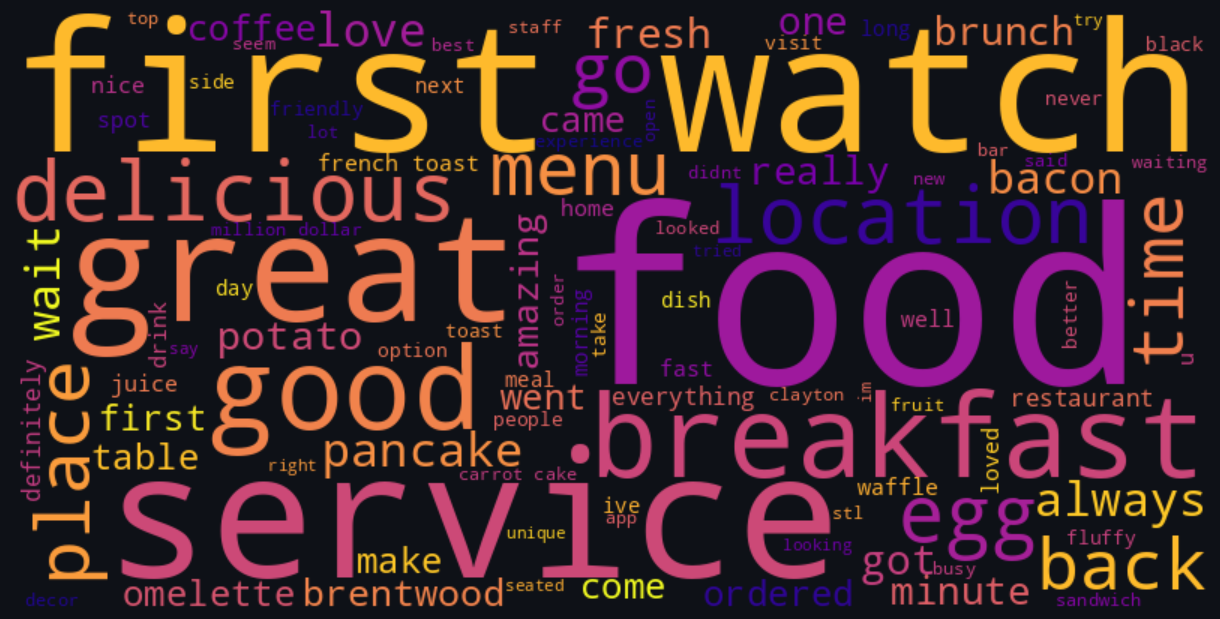 top
coffee
love
seem
best
staff
fresh
one
long
brunch
try
visit
black
first watch
nice
side
next
go
never
spot
friendly
lot
came
open
experience
french toast
menu
didnt
really
new
bar
said
waiting
bacon
delicious
home
location
looked
tried
million dollar
wait
great
amazing
food
time
day
order
morning
take
dish
well
better
u
drink
say
potato
toast
option
fast
definitely
place
juice
good
meal
went
people
everything
clayton
im
fruit
restaurant
first
table
right
pancake
breakfast
loved
carrot cake
service
ive
app
waffle
egg
always
stl
unique
looking
fluffy
make
got
busy
back
decor
omelette
brentwood
seated
come
ordered
minute
sandwich